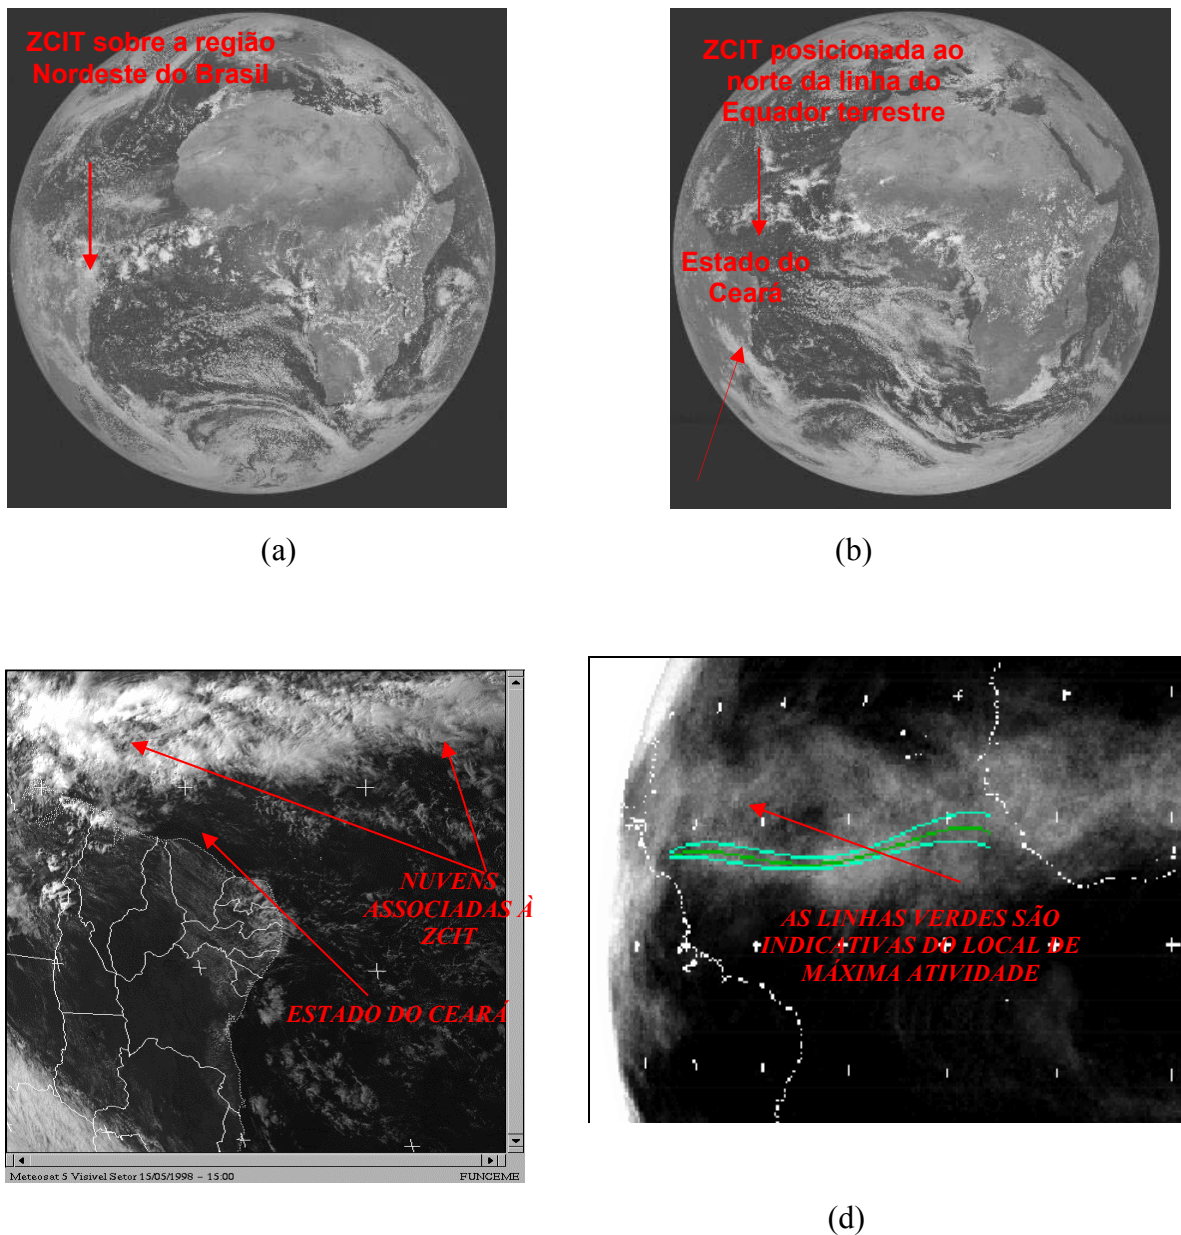 ZCIT sobre a região
Nordeste do Brasil
ZCIT posicionada ao
norte da linha do
Equador terrestre
Estado do
Ceará
(a)
(b)
NUVENS
ASSOCIADAS À
ZCIT
ESTADO DO CEARÁ
Meteosat 5 Visivel Setor 15/05/1998 - 15:00
FUNCEME
AS LINHAS VERDES SÃO
INDICATIVAS DO LOCAL DE
MÁXIMA ATIVIDADE
(d)